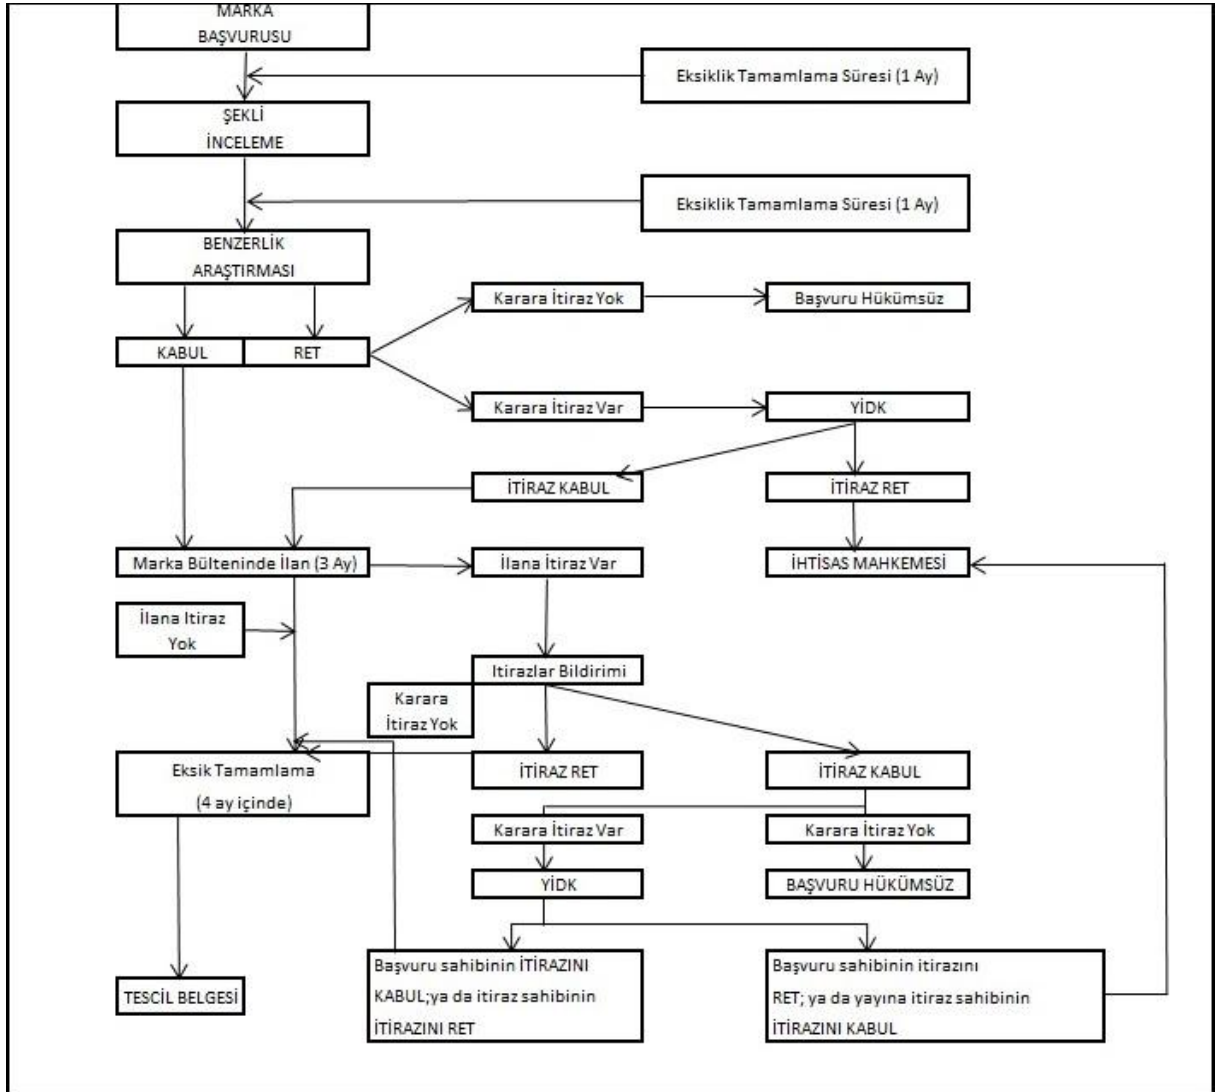 MARKA
BAŞVURUSU
Eksiklik Tamamlama Süresi (1 Ay)
ŞEKLİ
İNCELEME
Eksiklik Tamamlama Süresi (1 Ay)
BENZERLİK
ARAŞTIRMASI
Karara İtiraz Yok
Başvuru Hükümsüz
KABUL
RET
Karara İtiraz Var
YİDK
İTİRAZ KABUL
İTİRAZ RET
Marka Bülteninde İlan (3 Ay)
İlana İtiraz Var
İHTİSAS MAHKEMESİ
İlana Itiraz
Yok
Itirazlar Bildirimi
Karara
İtiraz Yok
Eksik Tamamlama
(4 ay içinde)
İTİRAZ RET
İTİRAZ KABUL
Karara İtiraz Var
Karara İtiraz Yok
YİDK
BAŞVURU HÜKÜMSÜZ
TESCİL BELGESİ
Başvuru sahibinin İTİRAZINI
KABUL;ya da itiraz sahibinin
İTİRAZINI RET
Başvuru sahibinin itirazını
RET; ya da yayına itiraz sahibinin
İTİRAZINI KABUL